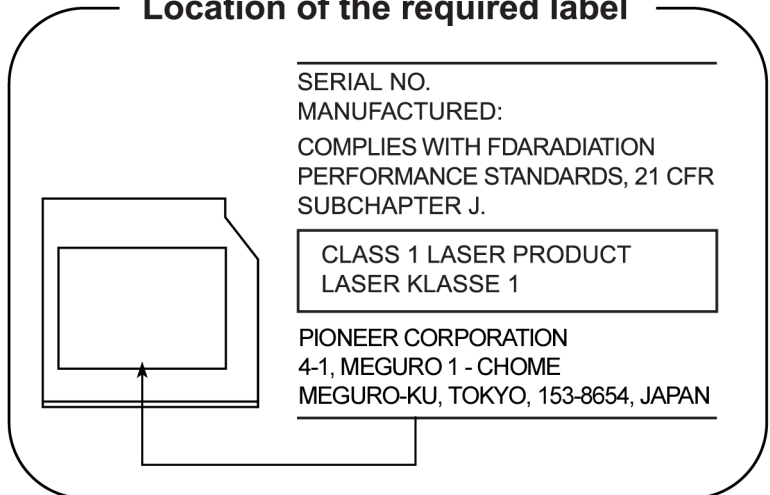 Location of the required label
SERIAL NO.
MANUFACTURED:
COMPLIES WITH FDARADIATION
PERFORMANCE STANDARDS, 21 CFR
SUBCHAPTER J.
CLASS 1 LASER PRODUCT
LASER KLASSE 1
PIONEER CORPORATION
4-1, MEGURO 1 - CHOME
MEGURO-KU, TOKYO, 153-8654, JAPAN